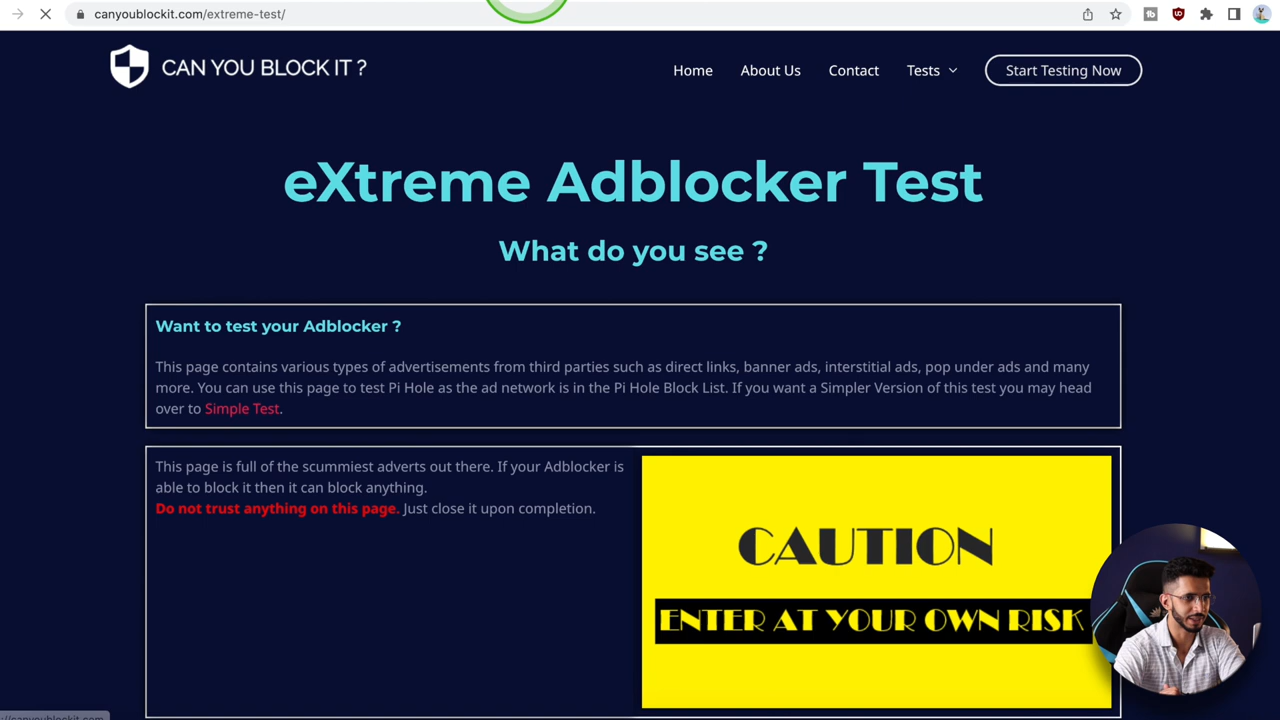 canyoublockit.com/extreme-test/
CAN YOU BLOCK IT ?
Home
About Us
Contact
Tests
Start Testing Now
eXtreme Adblocker Test
What do you see ?
Want to test your Adblocker ?
This page contains various types of advertisements from third parties such as direct links, banner ads, interstitial ads, pop under ads and many
more. You can use this page to test Pi Hole as the ad network is in the Pi Hole Block List. If you want a Simpler Version of this test you may head
over to Simple Test.
This page is full of the scummiest adverts out there. If your Adblocker is
able to block it then it can block anything.
Do not trust anything on this page. Just close it upon completion.
CAUTION
ENTER AT YOUR OWN RISK